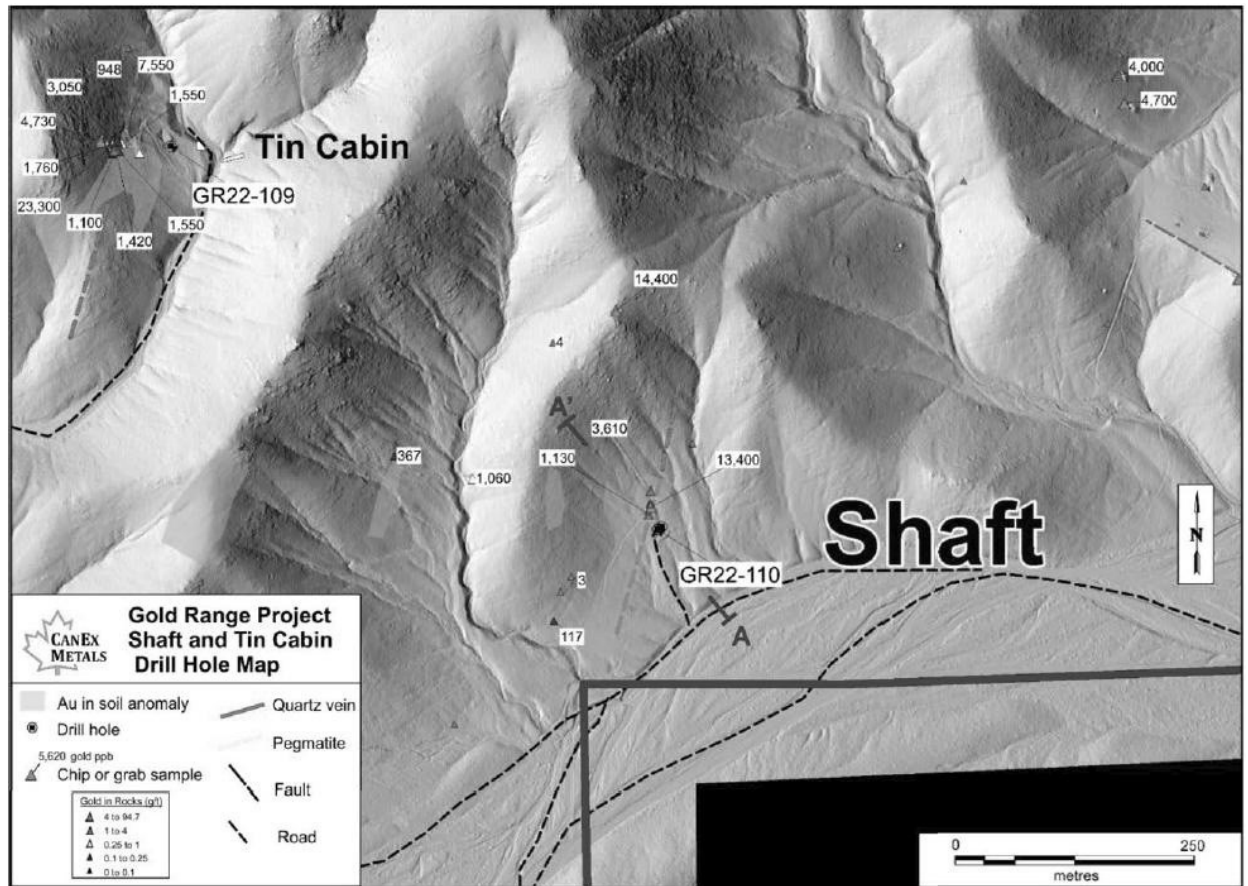 7,550
948
4,000
3,050
1,550
4,700
4,730
Tin Cabin
1,760
GR22-109
23,300
1,100
1,550
1,420
14,400
4
A'
3,610
367
1,130
13,400
1,060
Shaft
N
3
GR22-110
A
117
CANEX
METALS
Gold Range Project
Shaft and Tin Cabin
Drill Hole Map
Au in soil anomaly
Quartz vein
Drill hole
Pegmatite
5,620 gold ppb
Chip or grab sample
Fault
Gold in Rocks (g/t)
4 to 94.7
1 to 4
0.25 to 1
0.1 to 0.25
0 to 0.1
Road
0 250
metres